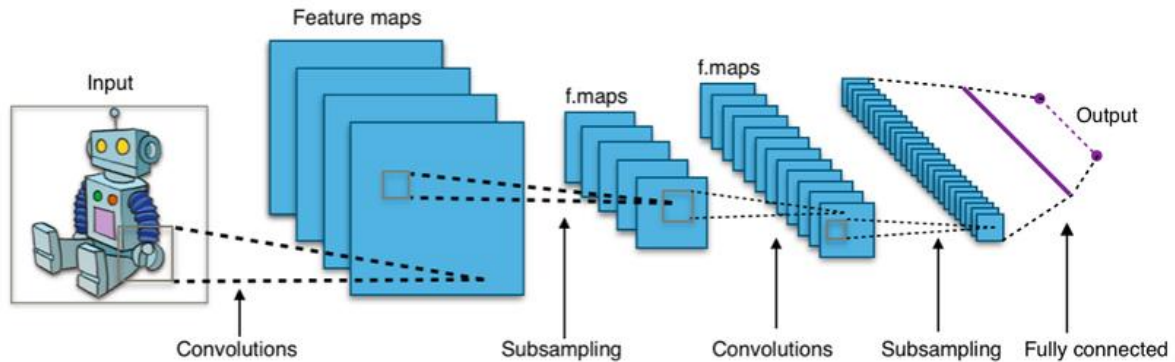 Feature maps
Input
f.maps
f.maps
Output
Convolutions
Subsampling
Convolutions
Subsampling
Fully connected